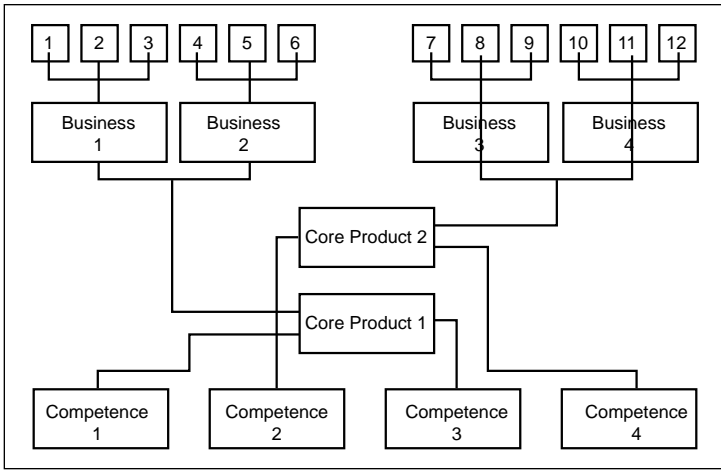 1 2 3 4 5 6 7 8 9 10 11 12
Business
1
Business
2
Business
3
Business
4
Core Product 2
Core Product 1
Competence
1
Competence
2
Competence
3
Competence
4